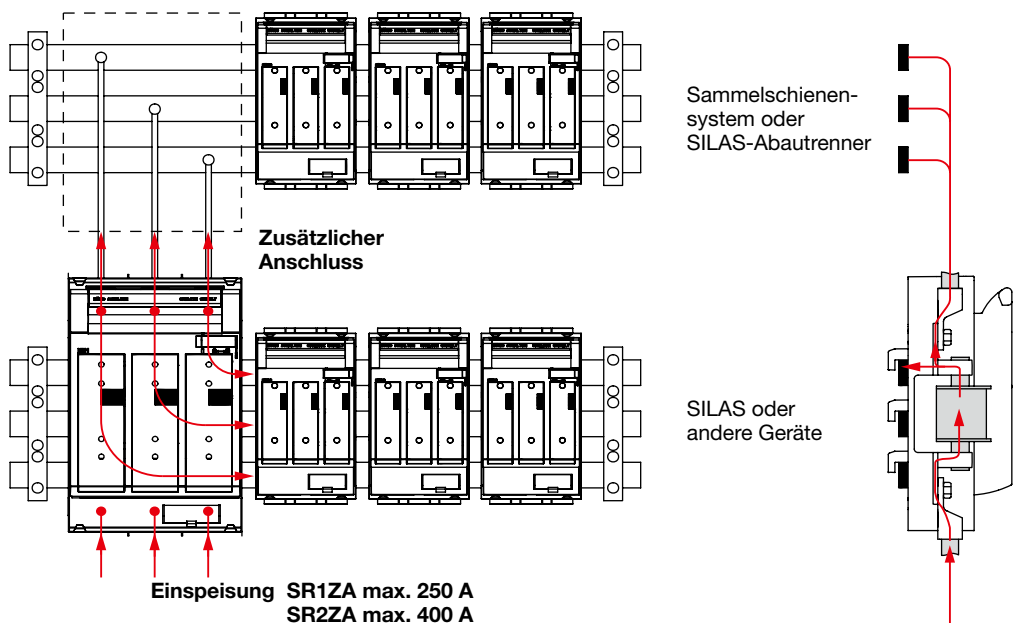 Sammelschienen-
system oder
SILAS-Abautrenner
Zusätzlicher
Anschluss
SILAS oder
andere Geräte
Einspeisung SR1ZA max. 250 A
SR2ZA max. 400 A